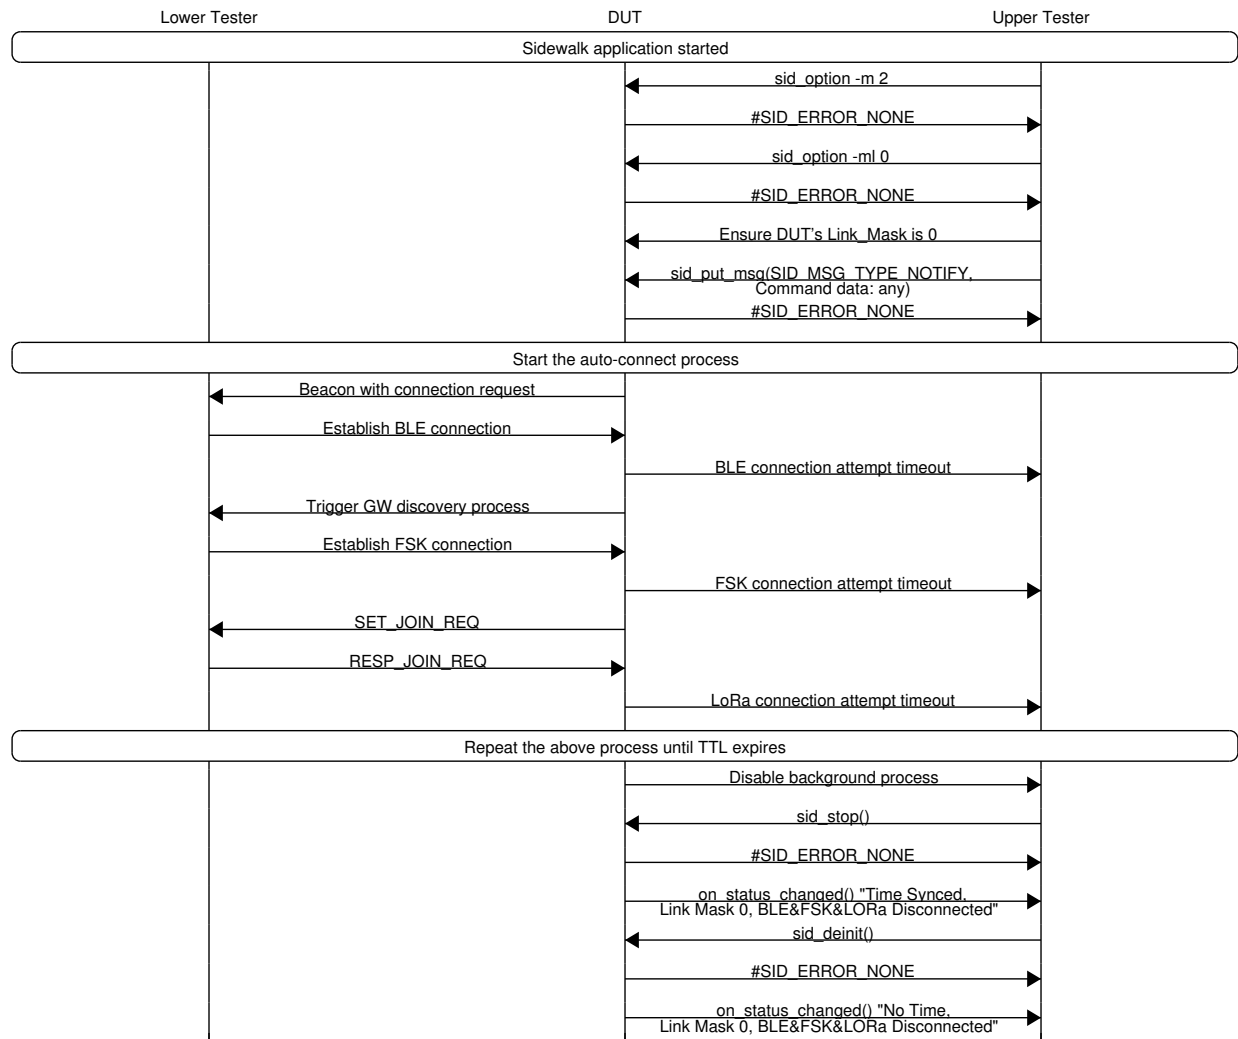 Lower Tester
DUT
Upper Tester
Sidewalk application started
sid_option -m 2
#SID_ERROR_NONE
sid_option -ml 0
#SID_ERROR_NONE
Ensure DUT's Link_Mask is 0
sid_put_msg(SID_MSG_TYPE_NOTIFY,
Command data: any)
#SID_ERROR_NONE
Start the auto-connect process
Beacon with connection request
Establish BLE connection
BLE connection attempt timeout
Trigger GW discovery process
Establish FSK connection
FSK connection attempt timeout
SET_JOIN_REQ
RESP_JOIN_REQ
LoRa connection attempt timeout
Repeat the above process until TTL expires
Disable background process
sid_stop()
#SID_ERROR_NONE
on_status_changed() "Time Synced,
Link Mask 0, BLE&FSK&LORa Disconnected"
sid_deinit()
#SID_ERROR_NONE
on_status_changed() "No Time,
Link Mask 0, BLE&FSK&LORa Disconnected"